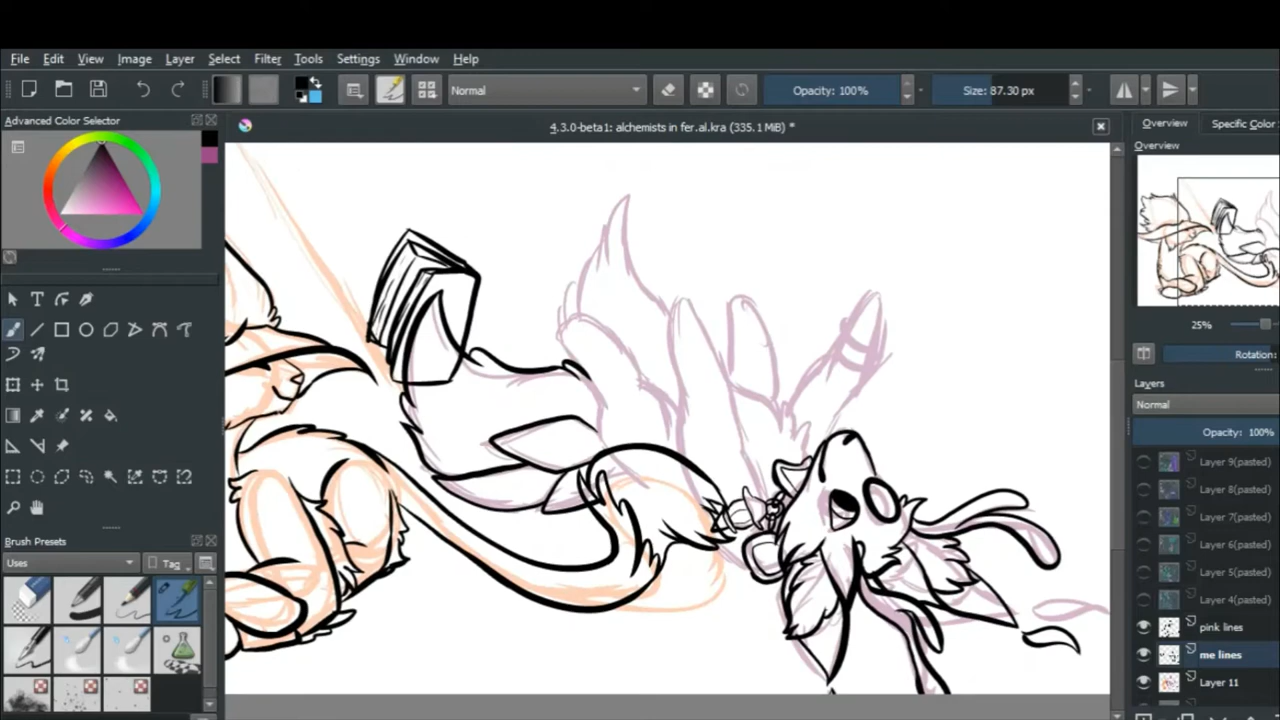 File Edit View Image Layer Select Filter Tools Settings Window Help
Normal Opacity: 100% Size: 87.30 px
Advanced Color Selector
4.3.0-beta1: alchemists in fer.al.kra (335.1 MiB) *
Overview Specific Color
Overview
25%
Rotation:
Layers
Normal
Opacity: 100%
Layer 9(pasted)
Layer 8(pasted)
Layer 7(pasted)
Layer 6(pasted)
Layer 5(pasted)
Layer 4(pasted)
pink lines
me lines
Layer 11
Brush Presets
Uses Tag